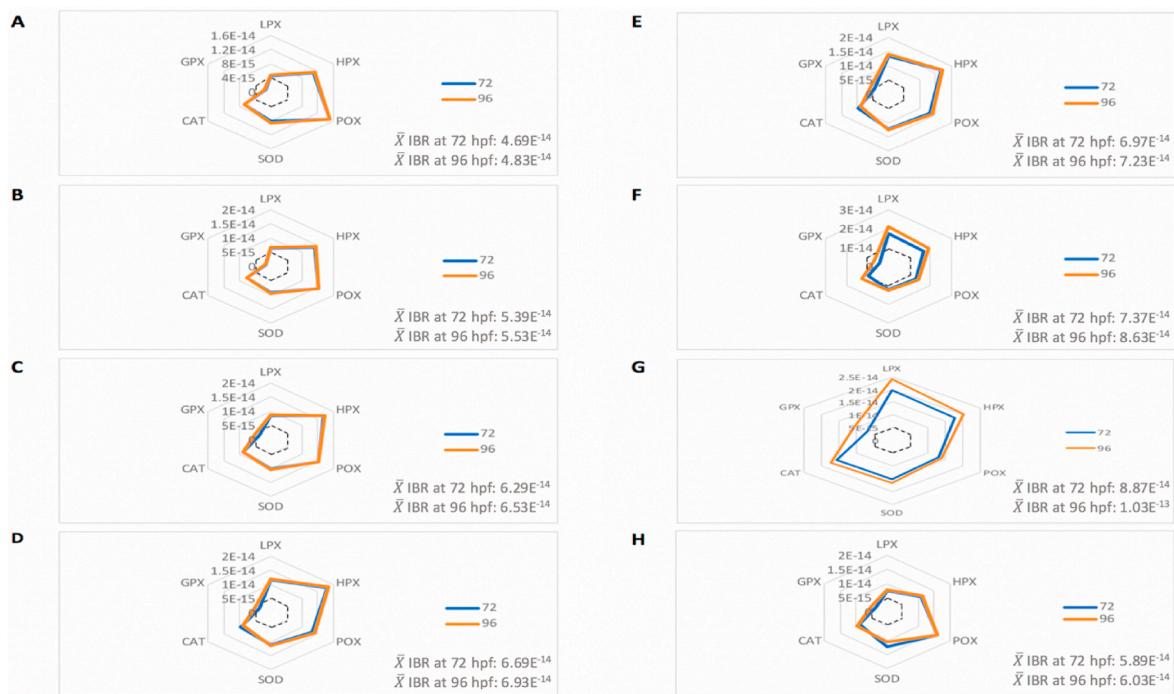 A
LPX
1.6E-14
1.2E-14
8E-15
4E-15
0
GPX
HPX
CAT
POX
SOD
72
96
X̅ IBR at 72 hpf: 4.69E⁻¹⁴
X̅ IBR at 96 hpf: 4.83E⁻¹⁴
B
LPX
2E-14
1.5E-14
1E-14
5E-15
0
GPX
HPX
CAT
POX
SOD
72
96
X̅ IBR at 72 hpf: 5.39E⁻¹⁴
X̅ IBR at 96 hpf: 5.53E⁻¹⁴
C
LPX
2E-14
1.5E-14
1E-14
5E-15
0
GPX
HPX
CAT
POX
SOD
72
96
X̅ IBR at 72 hpf: 6.29E⁻¹⁴
X̅ IBR at 96 hpf: 6.53E⁻¹⁴
D
LPX
2E-14
1.5E-14
1E-14
5E-15
0
GPX
HPX
CAT
POX
SOD
72
96
X̅ IBR at 72 hpf: 6.69E⁻¹⁴
X̅ IBR at 96 hpf: 6.93E⁻¹⁴
E
LPX
2E-14
1.5E-14
1E-14
5E-15
GPX
HPX
CAT
POX
SOD
72
96
X̅ IBR at 72 hpf: 6.97E⁻¹⁴
X̅ IBR at 96 hpf: 7.23E⁻¹⁴
F
LPX
3E-14
2E-14
1E-14
GPX
HPX
CAT
POX
SOD
72
96
X̅ IBR at 72 hpf: 7.37E⁻¹⁴
X̅ IBR at 96 hpf: 8.63E⁻¹⁴
G
LPX
2.5E-14
2E-14
1.5E-14
1E-14
5E-15
0
GPX
HPX
CAT
POX
SOD
72
96
X̅ IBR at 72 hpf: 8.87E⁻¹⁴
X̅ IBR at 96 hpf: 1.03E⁻¹³
H
LPX
2E-14
1.5E-14
1E-14
5E-15
0
GPX
HPX
CAT
POX
SOD
72
96
X̅ IBR at 72 hpf: 5.89E⁻¹⁴
X̅ IBR at 96 hpf: 6.03E⁻¹⁴